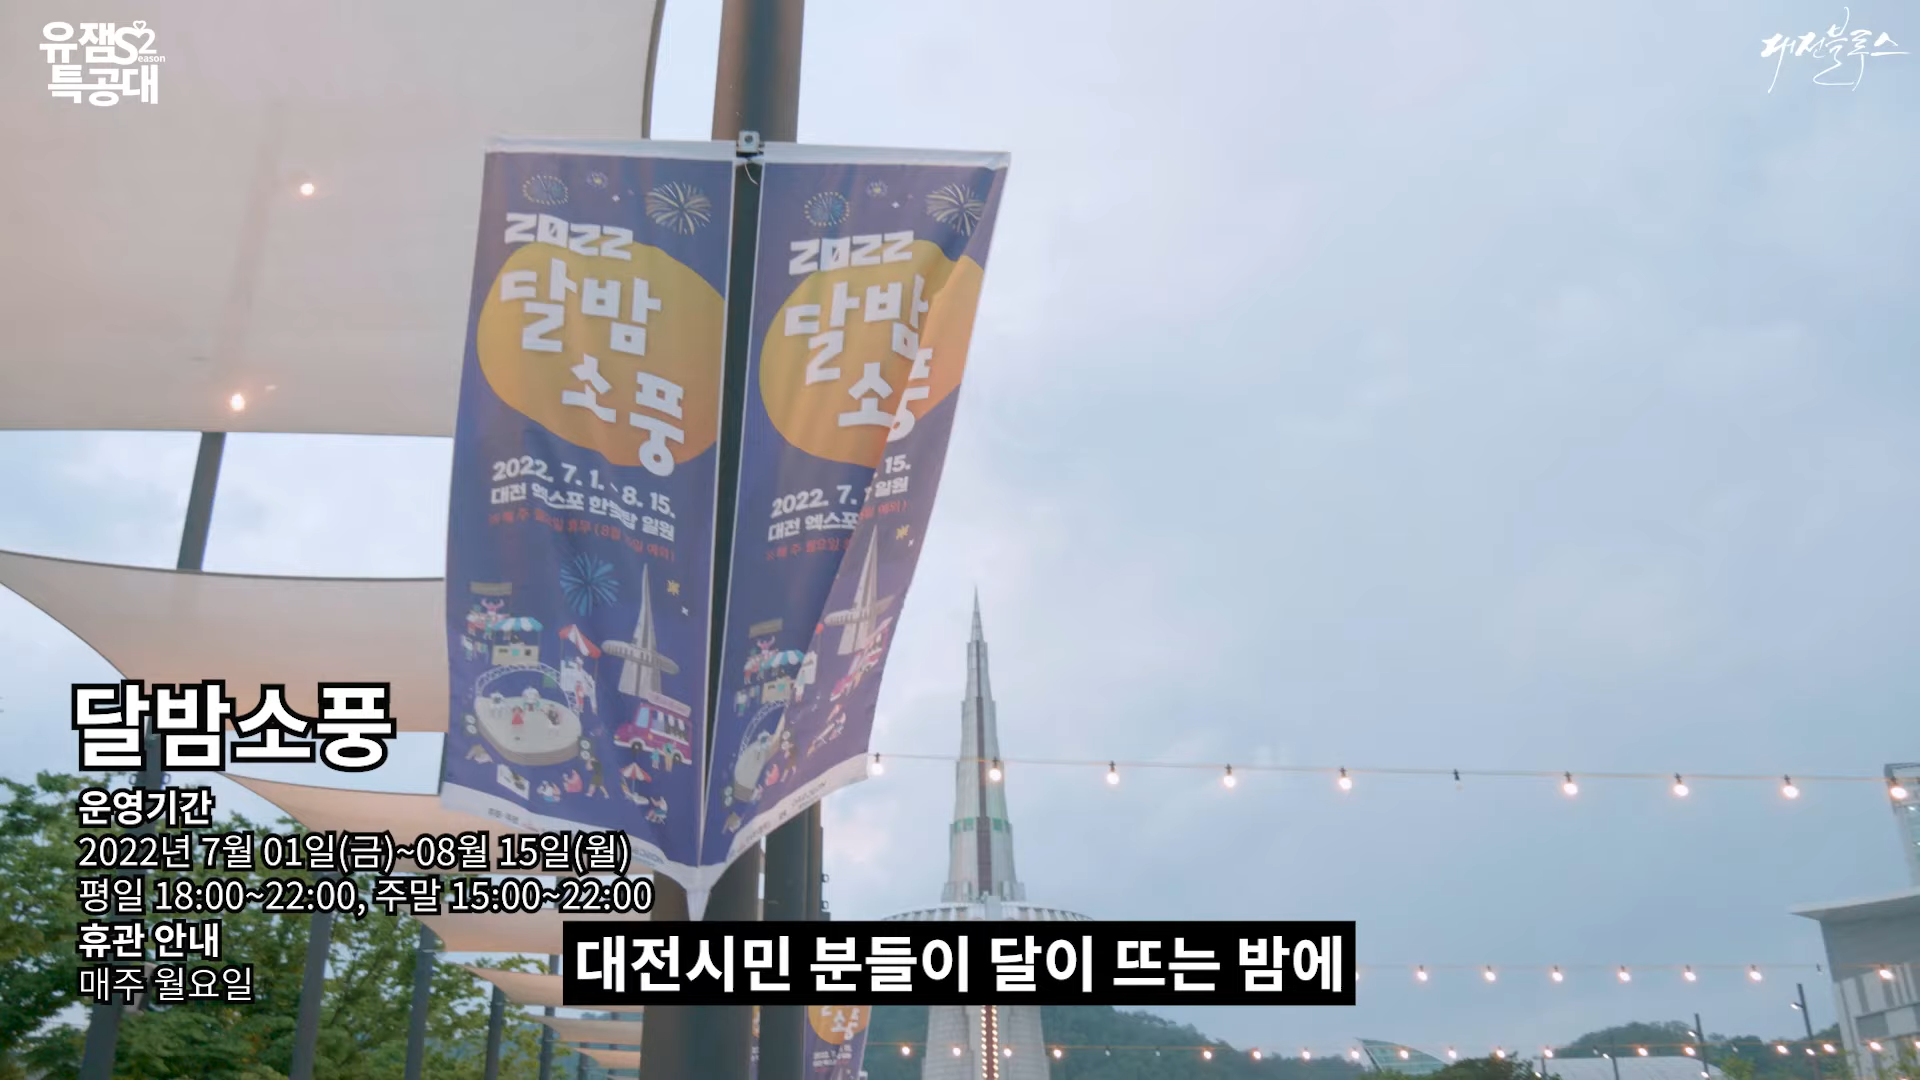 유잼S2
eason
특공대
대전블루스
2022
달밤
소풍
2022. 7. 1. ~ 8. 15.
대전 엑스포 한빛탑 일원
2022
달밤
소풍
15.
2022. 7.
일원
대전 엑스포
달밤소풍
운영기간
2022년 7월 01일(금)~08월 15일(월)
평일 18:00~22:00, 주말 15:00~22:00
휴관 안내
매주 월요일
대전시민 분들이 달이 뜨는 밤에